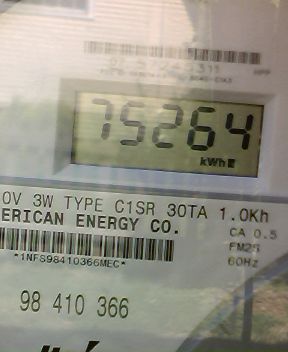 75264
kWh
0V 3W TYPE C1SR 30TA 1.0Kh
ERICAN ENERGY CO.
CA 0.5
FM2S
60Hz
*1NFS98410366MEC*
98 410 366